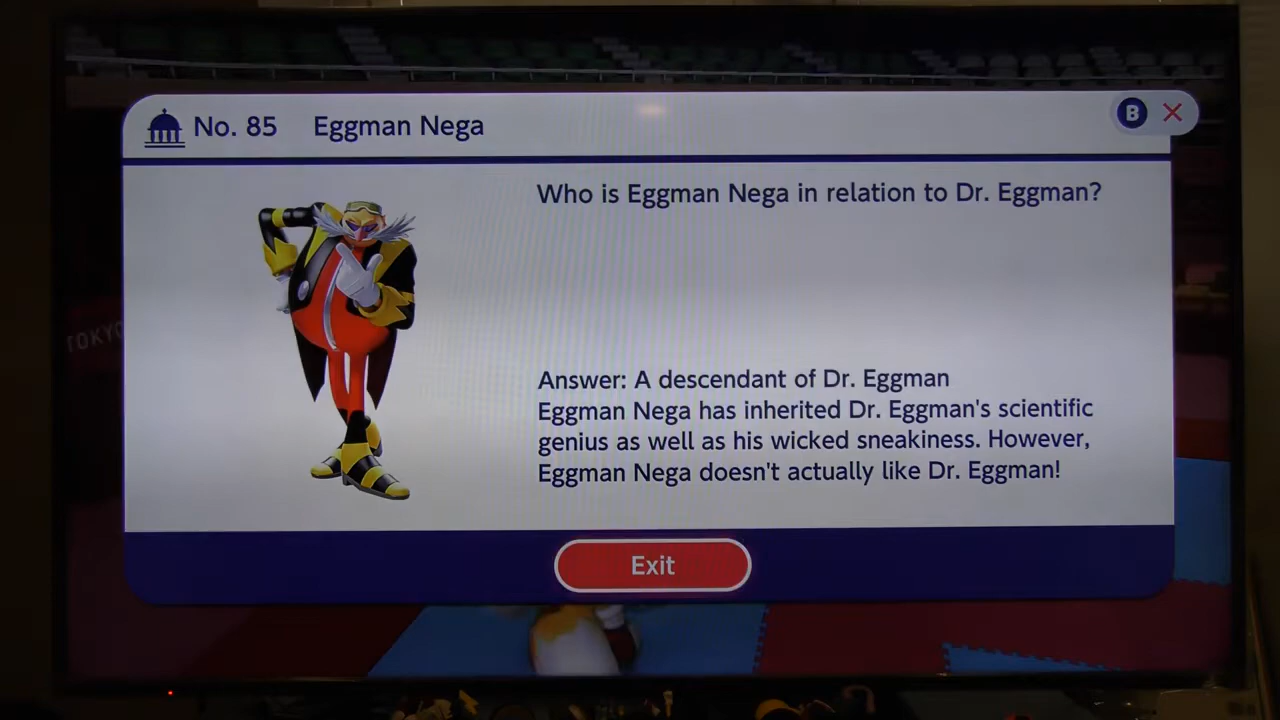 No. 85 Eggman Nega
B
Who is Eggman Nega in relation to Dr. Eggman?
TOKYO
Answer: A descendant of Dr. Eggman
Eggman Nega has inherited Dr. Eggman's scientific
genius as well as his wicked sneakiness. However,
Eggman Nega doesn't actually like Dr. Eggman!
Exit